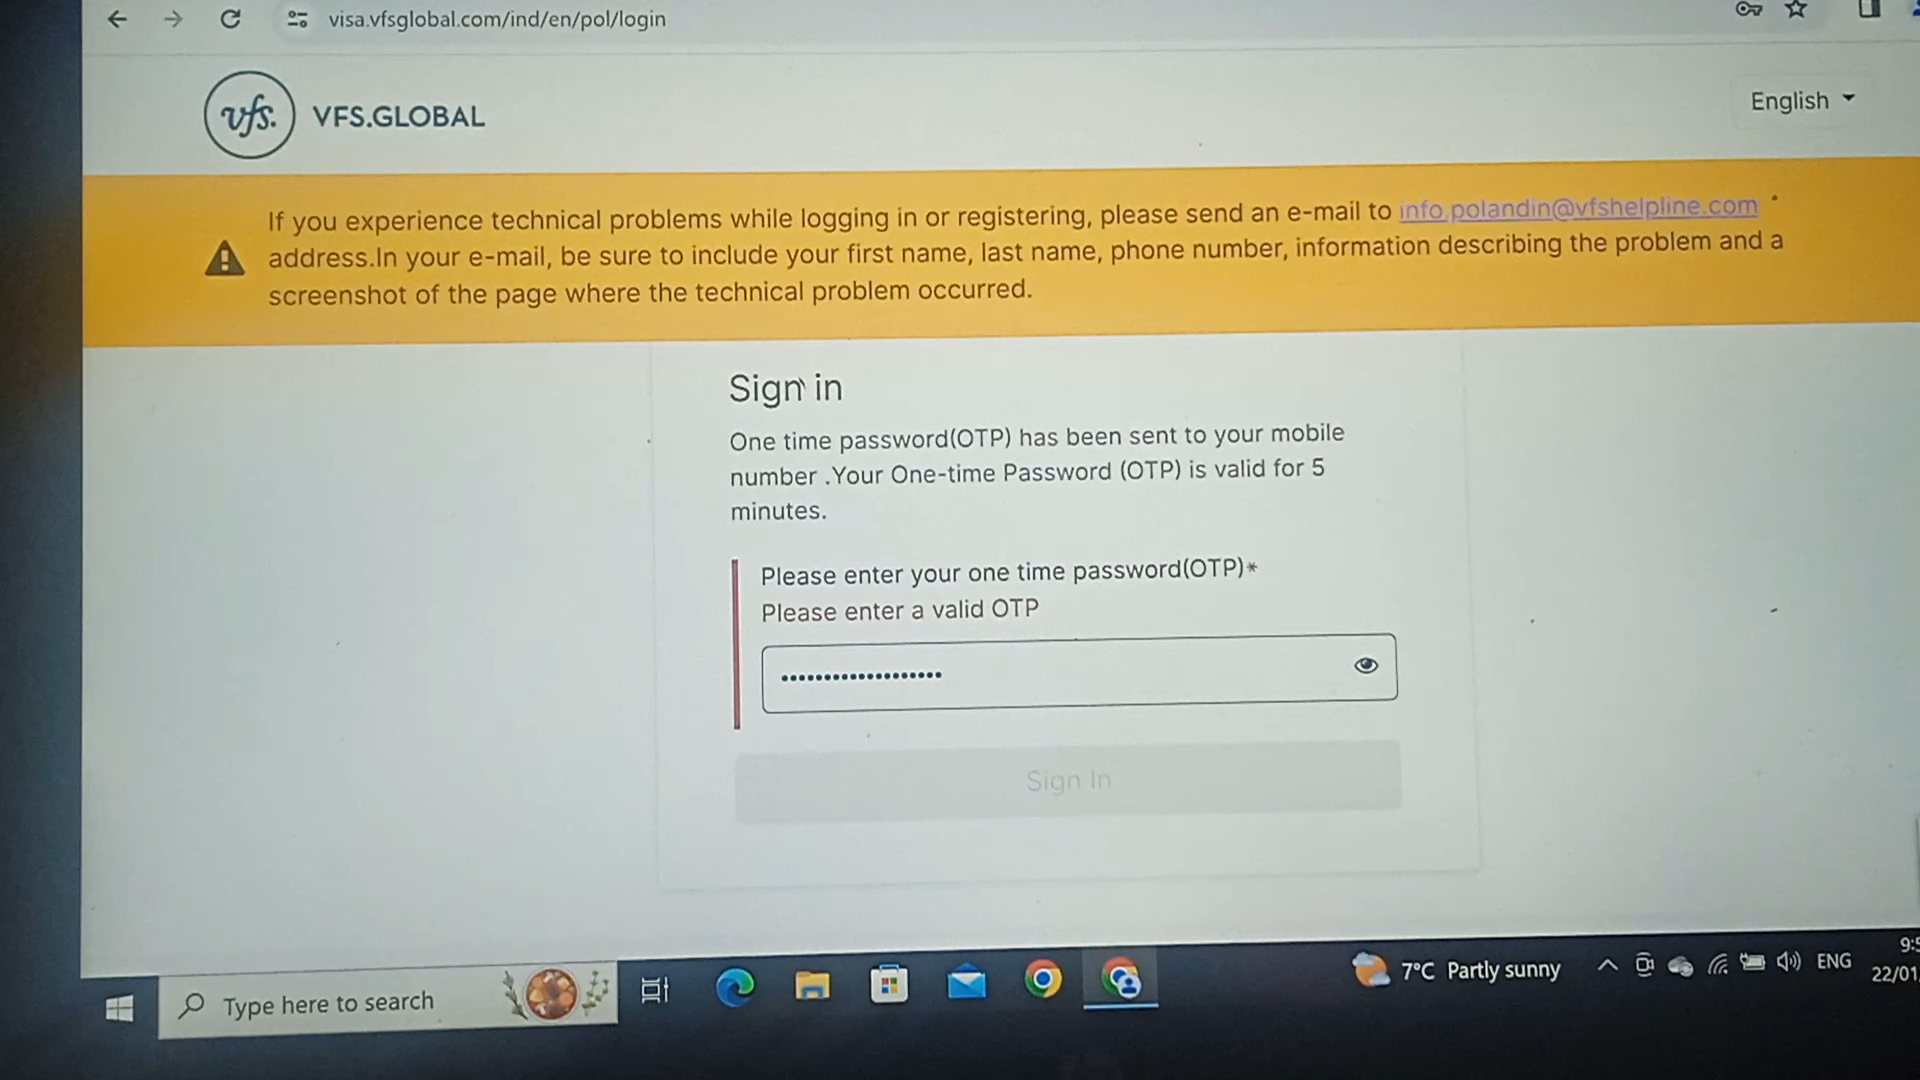 visa.vfsglobal.com/ind/en/pol/login
vfs. VFS.GLOBAL
English
If you experience technical problems while logging in or registering, please send an e-mail to info.polandin@vfshelpline.com
address.In your e-mail, be sure to include your first name, last name, phone number, information describing the problem and a
screenshot of the page where the technical problem occurred.
Sign in
One time password(OTP) has been sent to your mobile
number .Your One-time Password (OTP) is valid for 5
minutes.
Please enter your one time password(OTP)*
Please enter a valid OTP
Sign In
Type here to search
7°C Partly sunny
ENG
9:5
22/01